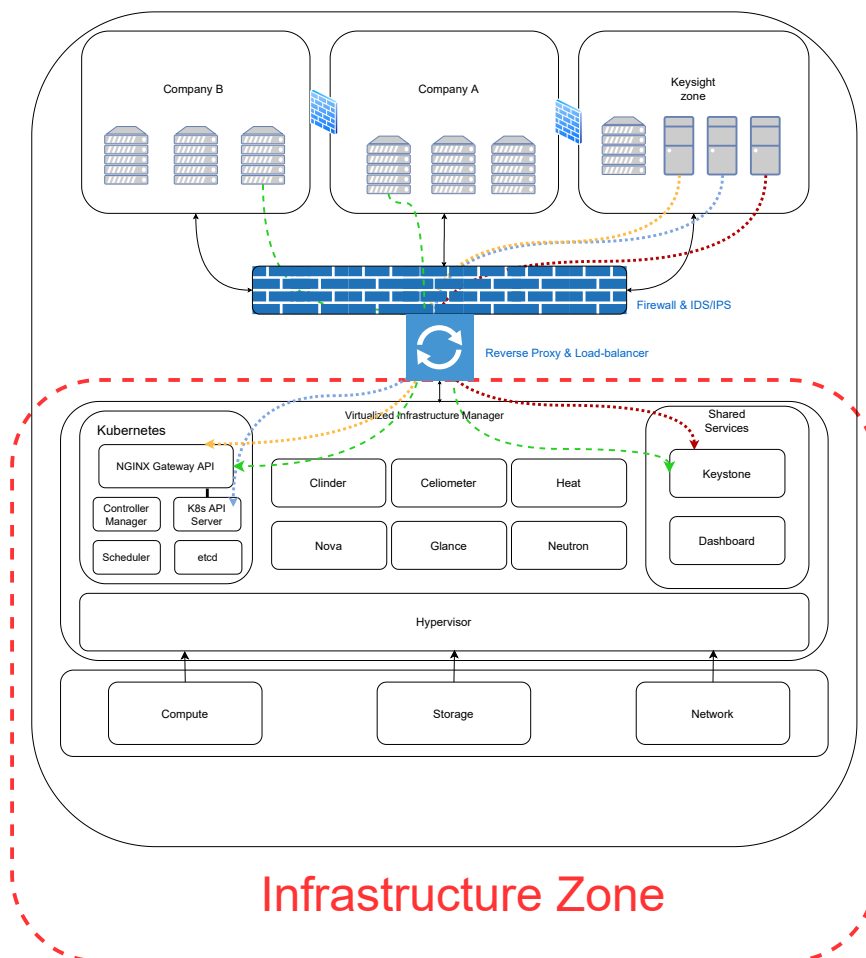 Company B
Company A
Keysight
zone
Firewall & IDS/IPS
Reverse Proxy & Load-balancer
Virtualized Infrastructure Manager
Kubernetes
NGINX Gateway API
Controller
Manager
K8s API
Server
Scheduler
etcd
Clinder
Celiometer
Heat
Nova
Glance
Neutron
Shared
Services
Keystone
Dashboard
Hypervisor
Compute
Storage
Network
Infrastructure Zone